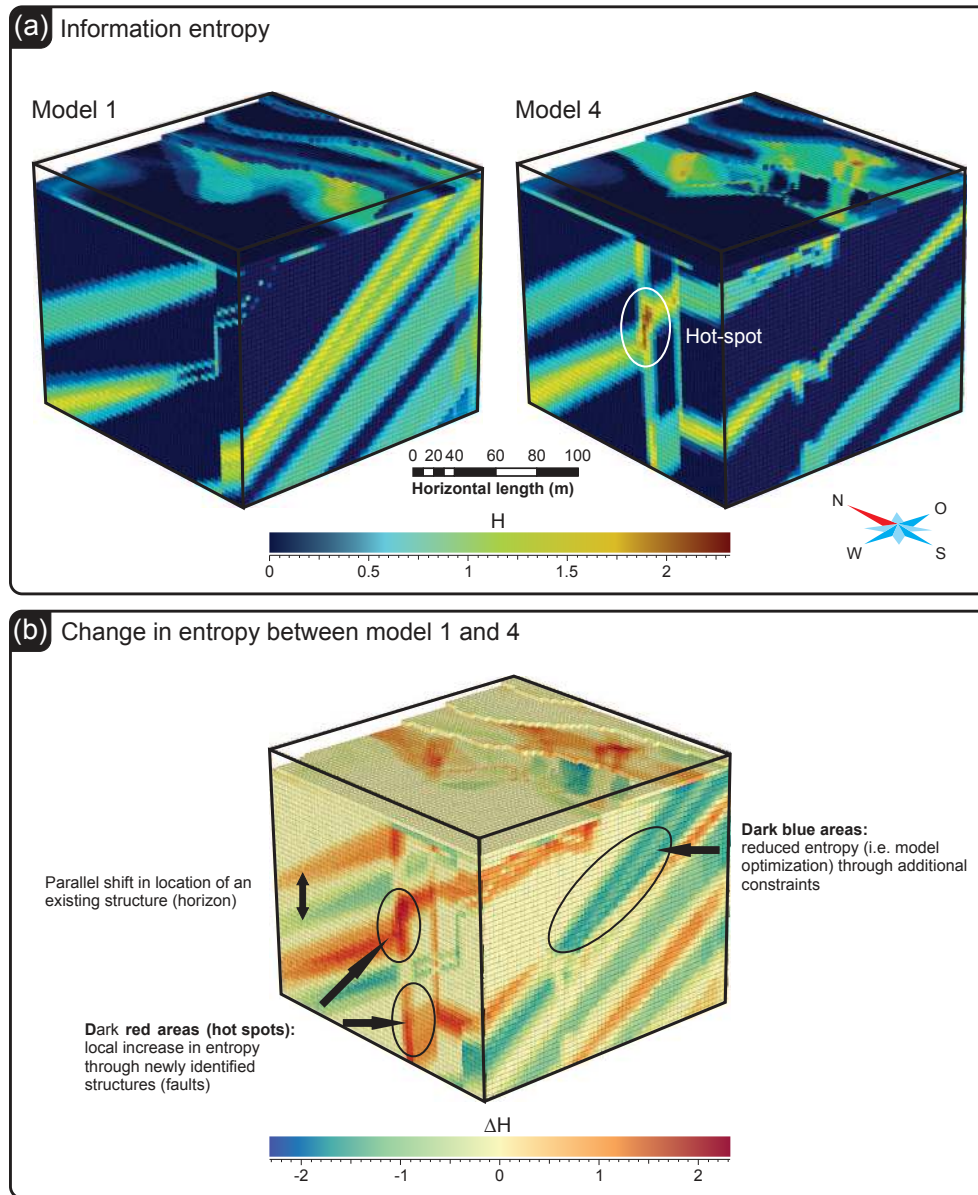 (a) Information entropy
Model 1
Model 4
Hot-spot
0 20 40 60 80 100
Horizontal length (m)
H
0 0.5 1 1.5 2
N
O
W
S
(b) Change in entropy between model 1 and 4
Parallel shift in location of an
existing structure (horizon)
Dark blue areas:
reduced entropy (i.e. model
optimization) through additional
constraints
Dark red areas (hot spots):
local increase in entropy
through newly identified
structures (faults)
ΔH
-2 -1 0 1 2